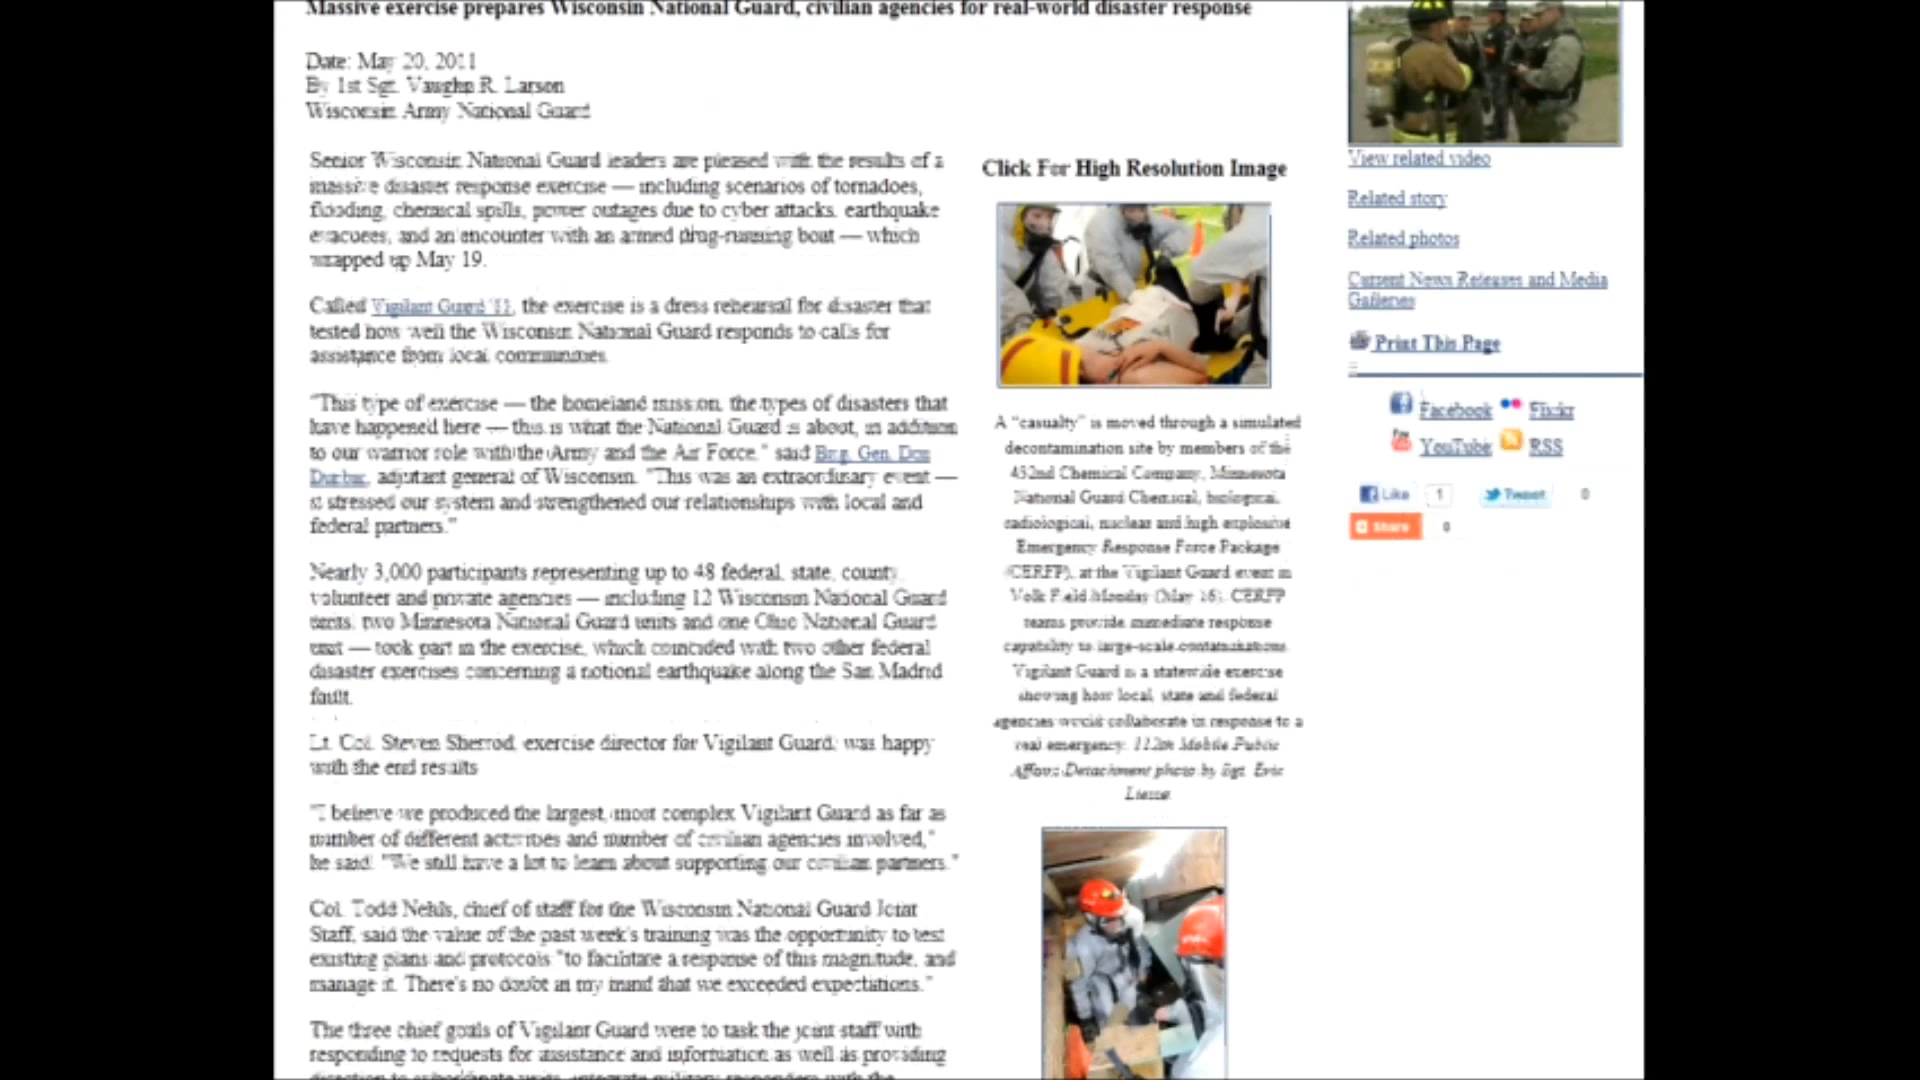 Massive exercise prepares Wisconsin National Guard, civilian agencies for real-world disaster response
Date: May 20, 2011
By 1st Sgt. Vaughn R. Larson
Wisconsin Army National Guard
Senior Wisconsin National Guard leaders are pleased with the results of a
massive disaster response exercise — including scenarios of tornadoes,
flooding, chemical spills, power outages due to cyber attacks, earthquake
evacuees, and an encounter with an armed drug-running boat — which
wrapped up May 19.
Called Vigilant Guard '11, the exercise is a dress rehearsal for disaster that
tested how well the Wisconsin National Guard responds to calls for
assistance from local communities.
"This type of exercise — the homeland mission, the types of disasters that
have happened here — this is what the National Guard is about, in addition
to our warrior role with the Army and the Air Force," said Brig. Gen. Don
Dunbar, adjutant general of Wisconsin. "This was an extraordinary event —
it stressed our system and strengthened our relationships with local and
federal partners."
Nearly 3,000 participants representing up to 48 federal, state, county,
volunteer and private agencies — including 12 Wisconsin National Guard
units, two Minnesota National Guard units and one Ohio National Guard
unit — took part in the exercise, which coincided with two other federal
disaster exercises concerning a notional earthquake along the San Madrid
fault.
Lt. Col. Steven Sherrod, exercise director for Vigilant Guard, was happy
with the end results
"I believe we produced the largest, most complex Vigilant Guard as far as
number of different activities and number of civilian agencies involved,"
he said. "We still have a lot to learn about supporting our civilian partners."
Col. Todd Nehls, chief of staff for the Wisconsin National Guard Joint
Staff, said the value of the past week's training was the opportunity to test
existing plans and protocols "to facilitate a response of this magnitude, and
manage it. There's no doubt in my mind that we exceeded expectations."
The three chief goals of Vigilant Guard were to task the joint staff with
responding to requests for assistance and information as well as providing
direction to subordinate units, integrate military responders with the
Click For High Resolution Image
A "casualty" is moved through a simulated
decontamination site by members of the
432nd Chemical Company, Minnesota
National Guard Chemical, biological,
radiological, nuclear and high explosive
Emergency Response Force Package
(CERFP), at the Vigilant Guard event in
Volk Field Monday (May 16). CERFP
teams provide immediate response
capability to large-scale contaminations.
Vigilant Guard is a statewide exercise
showing how local, state and federal
agencies would collaborate in response to a
real emergency. 112th Mobile Public
Affairs Detachment photo by Sgt. Eric
View related video
Related story
Related photos
Current News Releases and Media
Galleries
Print This Page
Facebook Flickr
YouTube RSS
Like 1 Tweet 0
Share 0